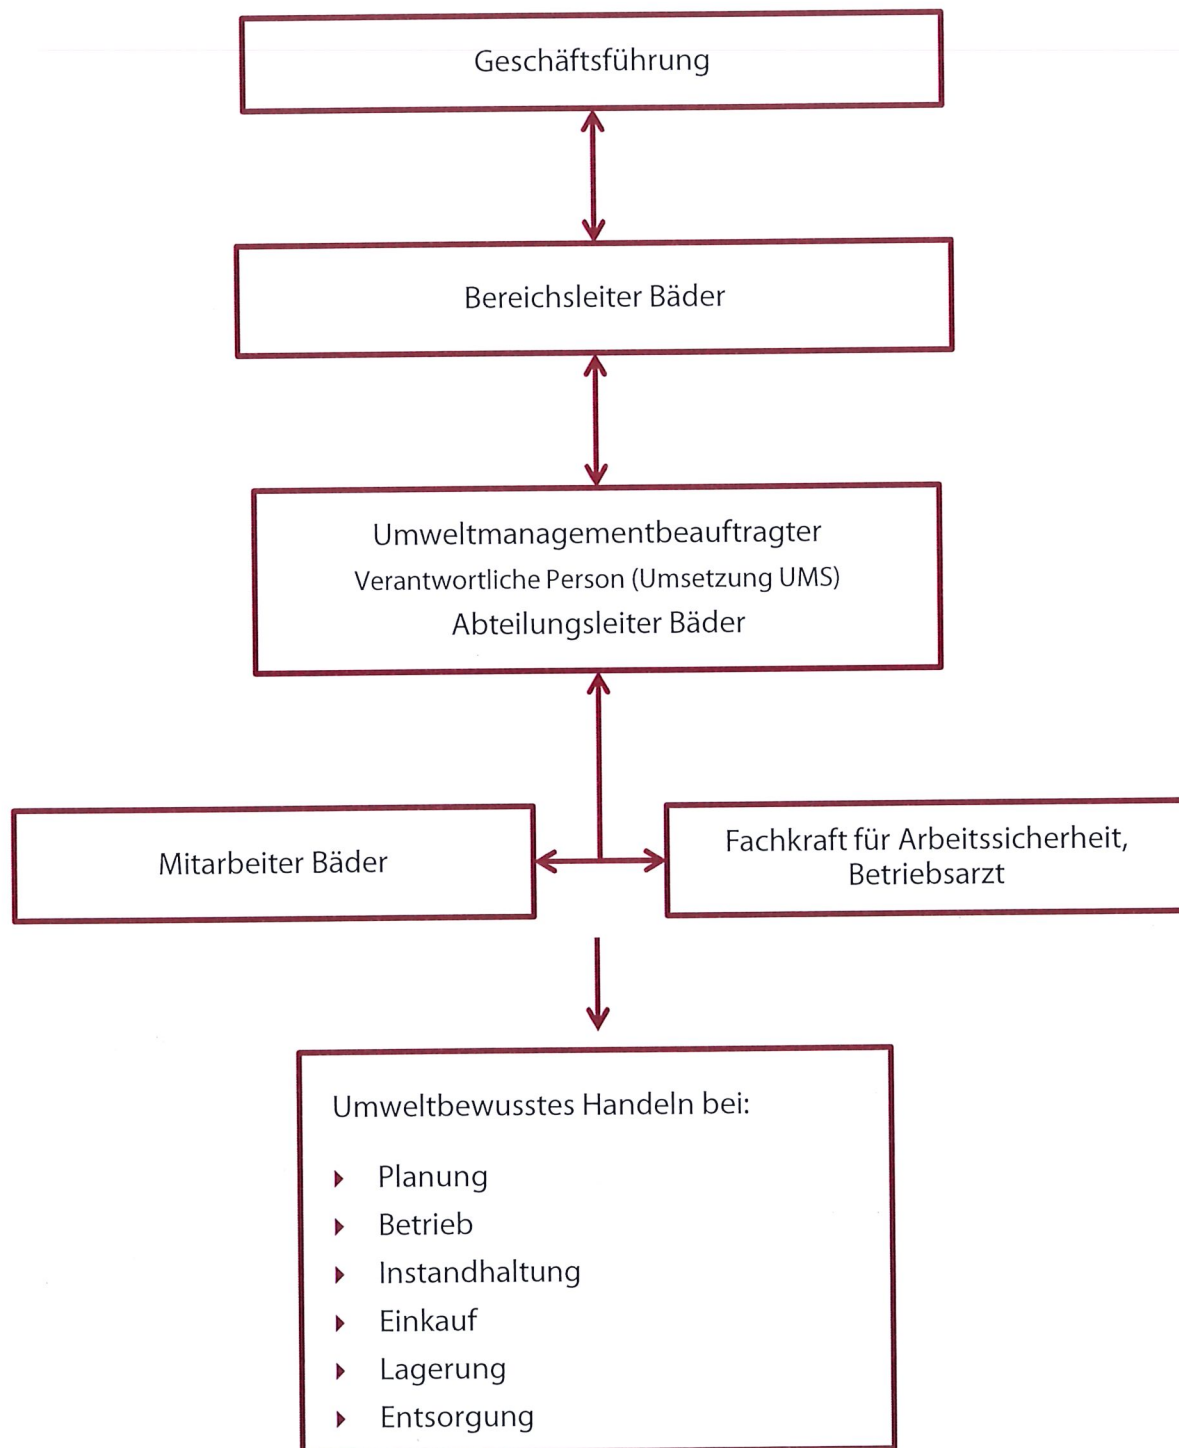 Geschäftsführung
Bereichsleiter Bäder
Umweltmanagementbeauftragter
Verantwortliche Person (Umsetzung UMS)
Abteilungsleiter Bäder
Mitarbeiter Bäder
Fachkraft für Arbeitssicherheit,
Betriebsarzt
Umweltbewusstes Handeln bei:
Planung
Betrieb
Instandhaltung
Einkauf
Lagerung
Entsorgung